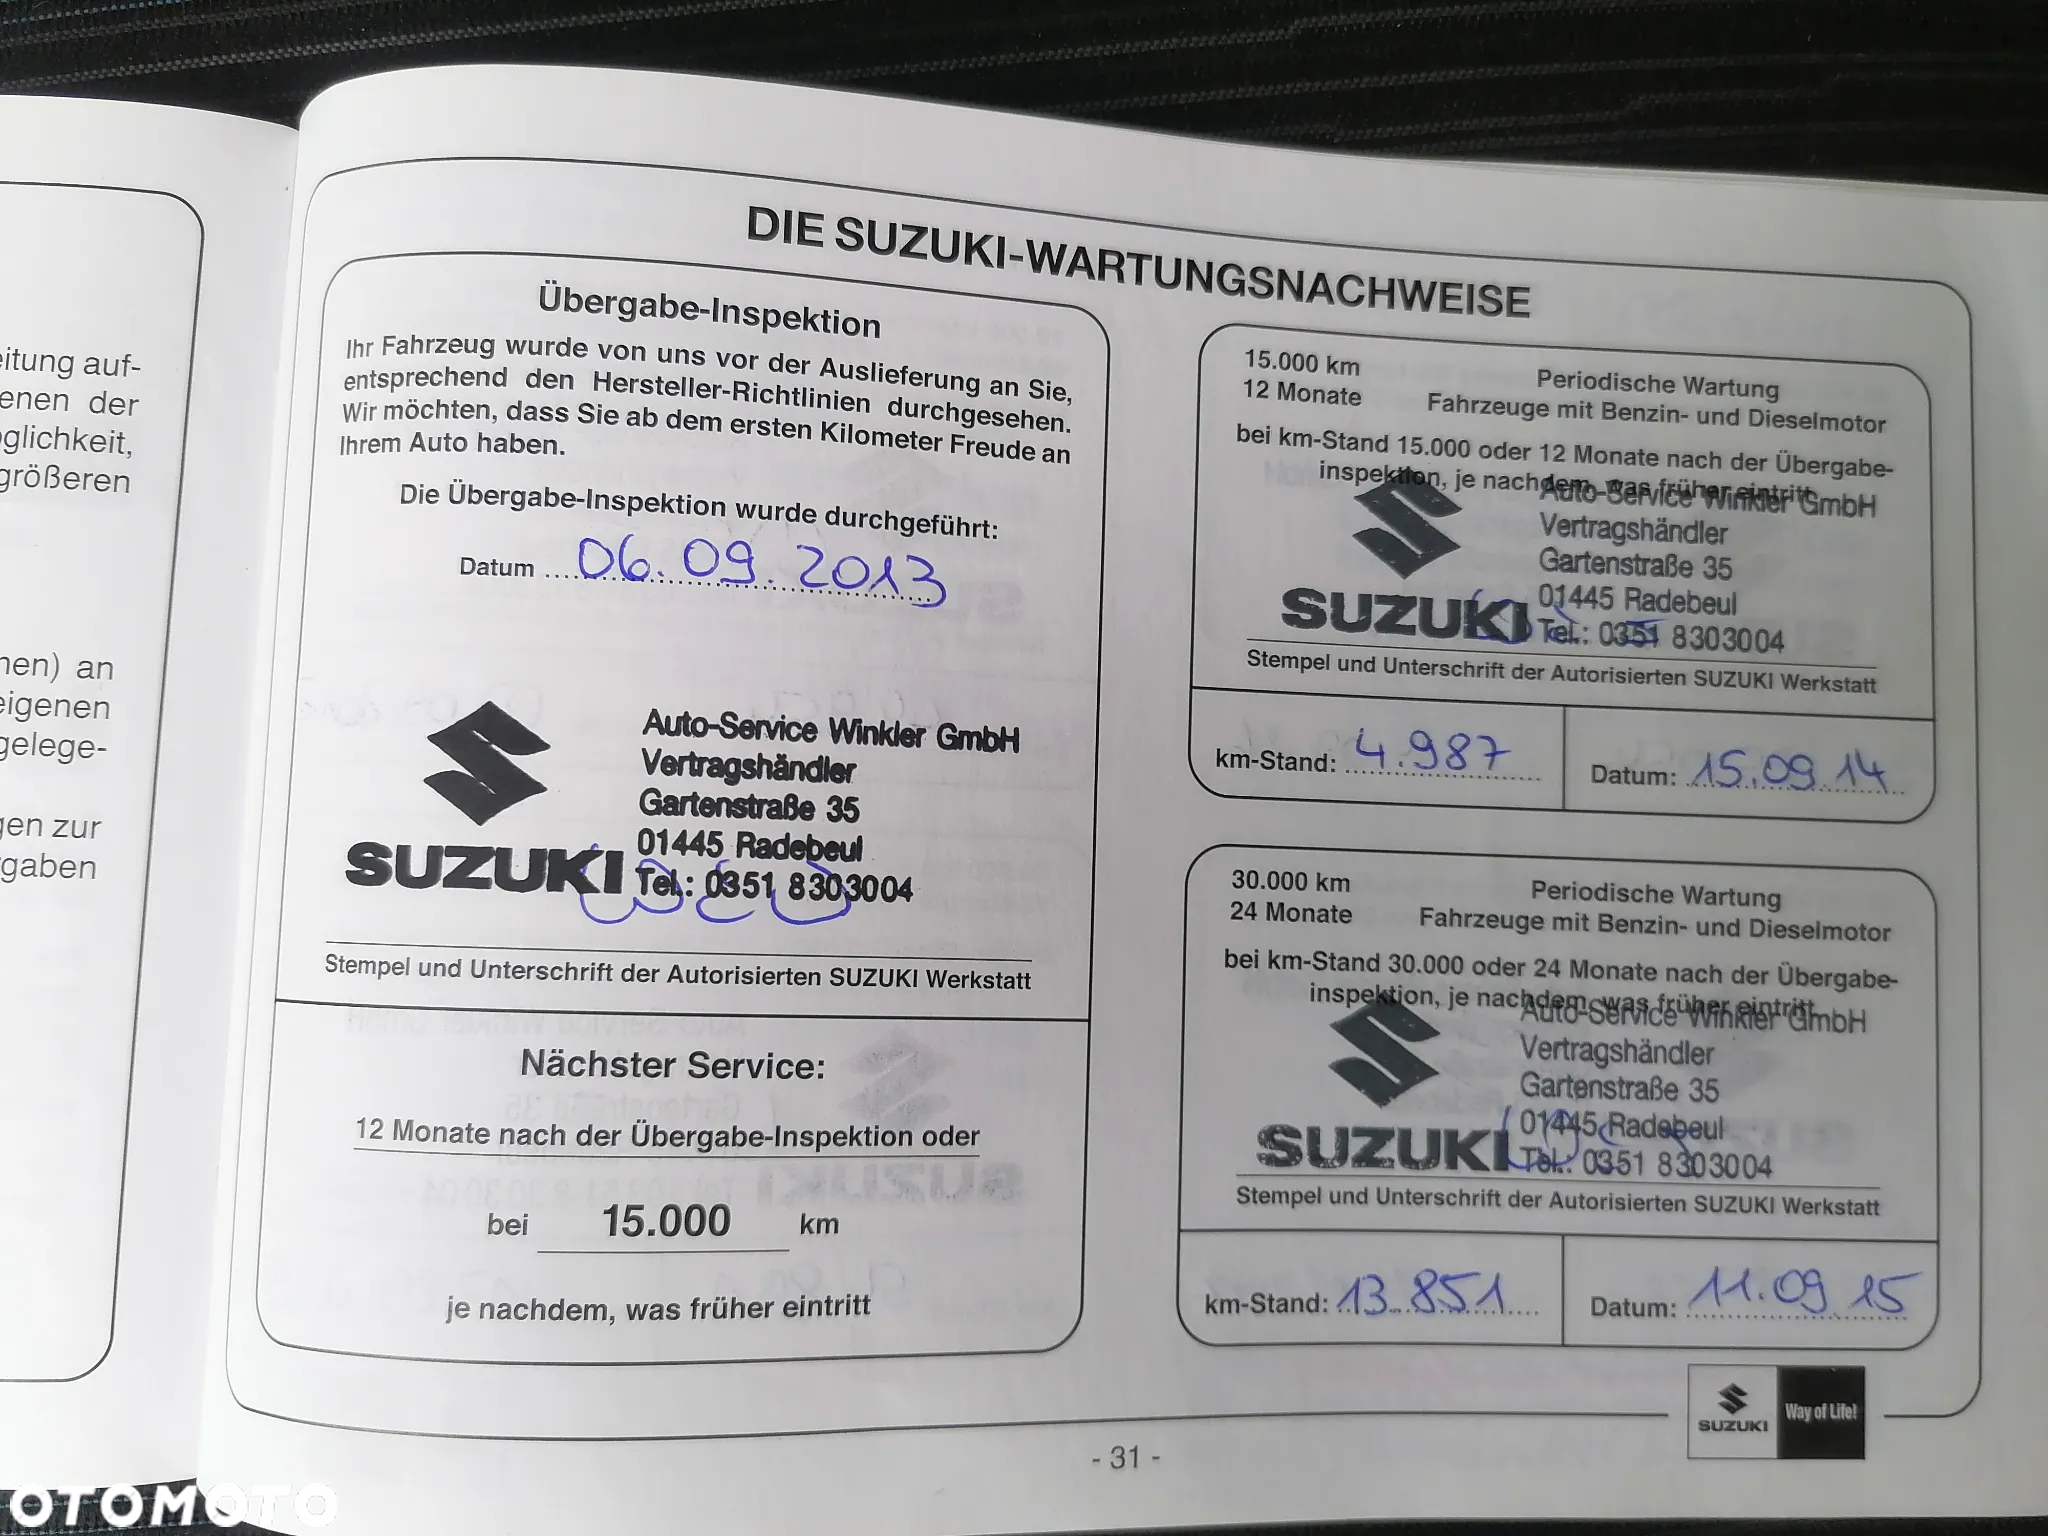 eitung auf-
enen der
glichkeit,
größeren
nen) an
eigenen
gelege-
gen zur
gaben
DIE SUZUKI-WARTUNGSNACHWEISE
Übergabe-Inspektion
Ihr Fahrzeug wurde von uns vor der Auslieferung an Sie,
entsprechend den Hersteller-Richtlinien durchgesehen.
Wir möchten, dass Sie ab dem ersten Kilometer Freude an
Ihrem Auto haben.
Die Übergabe-Inspektion wurde durchgeführt:
Datum 06.09.2013
Auto-Service Winkler GmbH
Vertragshändler
Gartenstraße 35
01445 Radebeul
SUZUKI Tel.: 0351 8303004
Stempel und Unterschrift der Autorisierten SUZUKI Werkstatt
Nächster Service:
12 Monate nach der Übergabe-Inspektion oder
bei 15.000 km
je nachdem, was früher eintritt
15.000 km
12 Monate
Periodische Wartung
Fahrzeuge mit Benzin- und Dieselmotor
bei km-Stand 15.000 oder 12 Monate nach der Übergabe-
inspektion, je nachdem, was früher eintritt
Auto-Service Winkler GmbH
Vertragshändler
Gartenstraße 35
01445 Radebeul
SUZUKI Tel.: 0351 8303004
Stempel und Unterschrift der Autorisierten SUZUKI Werkstatt
km-Stand: 4.987
Datum: 15.09.14
30.000 km
24 Monate
Periodische Wartung
Fahrzeuge mit Benzin- und Dieselmotor
bei km-Stand 30.000 oder 24 Monate nach der Übergabe-
inspektion, je nachdem, was früher eintritt
Auto-Service Winkler GmbH
Vertragshändler
Gartenstraße 35
01445 Radebeul
SUZUKI Tel.: 0351 8303004
Stempel und Unterschrift der Autorisierten SUZUKI Werkstatt
km-Stand: 13.851
Datum: 11.09.15
SUZUKI
Way of Life!
- 31 -
OTOMOTO